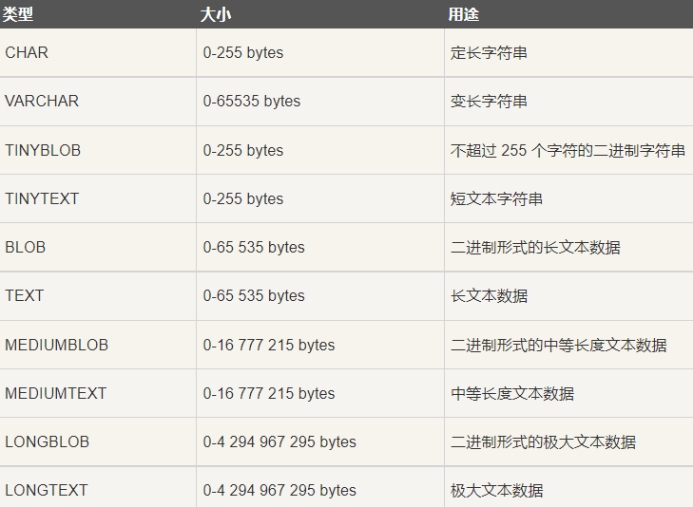 类型 大小 用途
CHAR 0-255 bytes 定长字符串
VARCHAR 0-65535 bytes 变长字符串
TINYBLOB 0-255 bytes 不超过 255 个字符的二进制字符串
TINYTEXT 0-255 bytes 短文本字符串
BLOB 0-65 535 bytes 二进制形式的长文本数据
TEXT 0-65 535 bytes 长文本数据
MEDIUMBLOB 0-16 777 215 bytes 二进制形式的中等长度文本数据
MEDIUMTEXT 0-16 777 215 bytes 中等长度文本数据
LONGBLOB 0-4 294 967 295 bytes 二进制形式的极大文本数据
LONGTEXT 0-4 294 967 295 bytes 极大文本数据